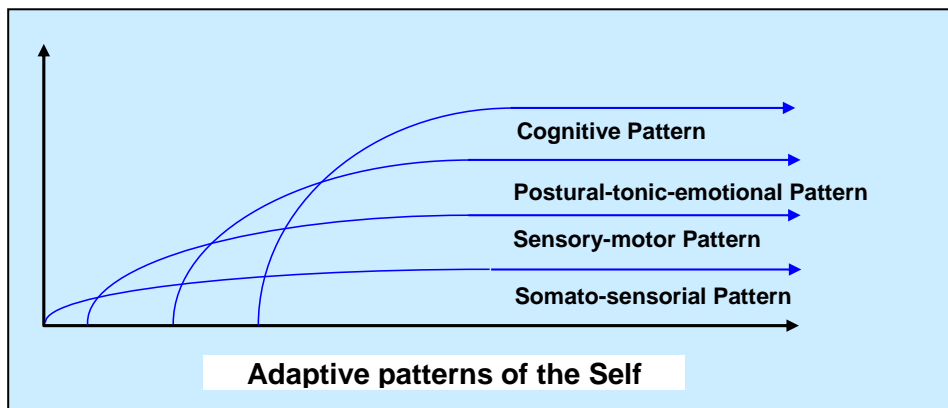 Cognitive Pattern
Postural-tonic-emotional Pattern
Sensory-motor Pattern
Somato-sensorial Pattern
Adaptive patterns of the Self